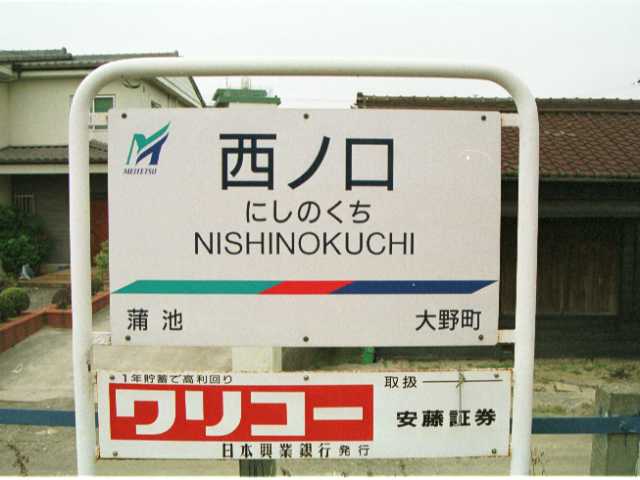 MEITETSU
西ノ口
にしのくち
NISHINOKUCHI
蒲池 大野町
1年貯蓄で高利回り 取扱
ワリコー 安藤証券
日本興業銀行 発行